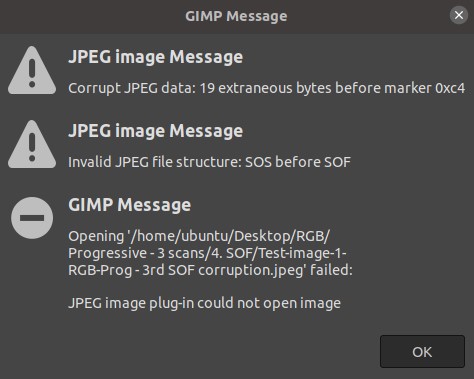 GIMP Message
JPEG image Message
Corrupt JPEG data: 19 extraneous bytes before marker 0xc4
JPEG image Message
Invalid JPEG file structure: SOS before SOF
GIMP Message
Opening '/home/ubuntu/Desktop/RGB/
Progressive - 3 scans/4. SOF/Test-image-1-
RGB-Prog - 3rd SOF corruption.jpeg' failed:
JPEG image plug-in could not open image
OK